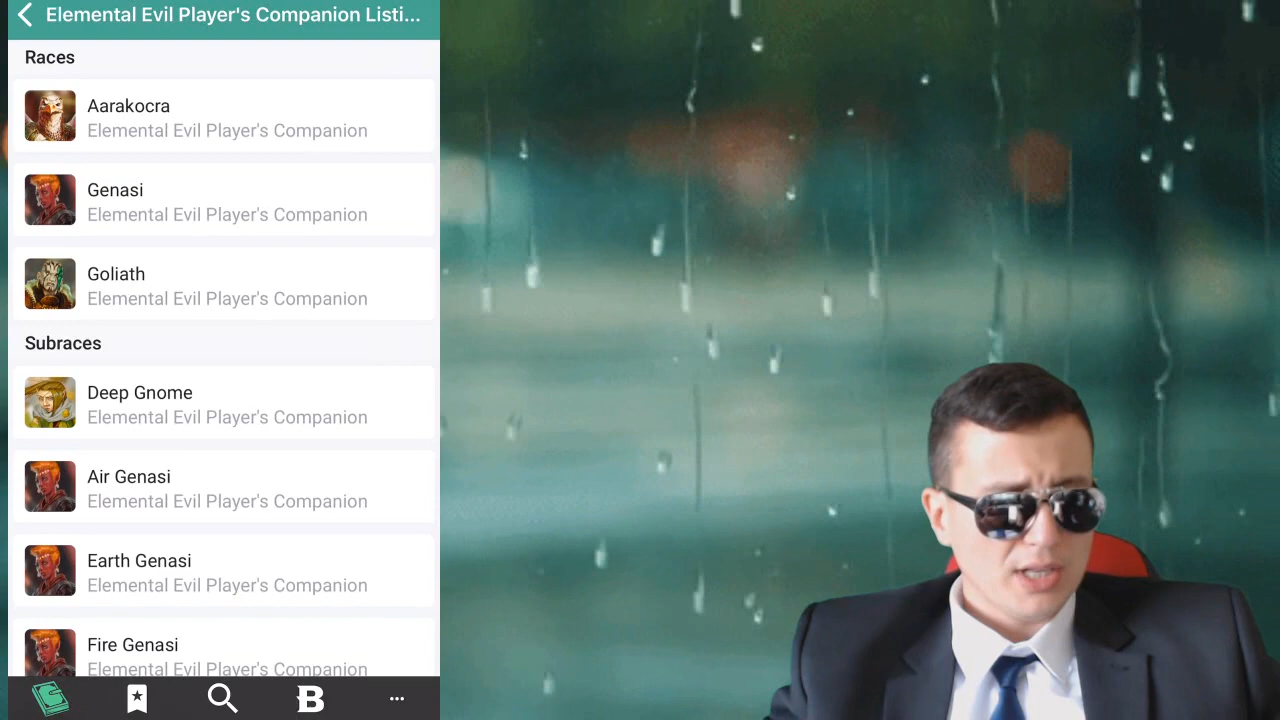 Elemental Evil Player's Companion Listi...
Races
Aarakocra
Elemental Evil Player's Companion
Genasi
Elemental Evil Player's Companion
Goliath
Elemental Evil Player's Companion
Subraces
Deep Gnome
Elemental Evil Player's Companion
Air Genasi
Elemental Evil Player's Companion
Earth Genasi
Elemental Evil Player's Companion
Fire Genasi
Elemental Evil Player's Companion
B